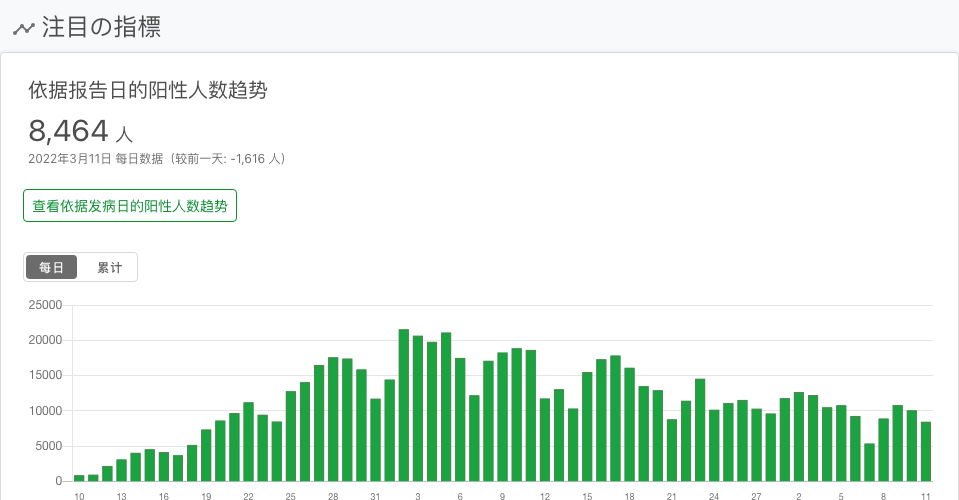 注目の指標
依据报告日的阳性人数趋势
8,464 人
2022年3月11日 每日数据（较前一天: -1,616 人）
查看依据发病日的阳性人数趋势
每日 累计
25000
20000
15000
10000
5000
0
10 13 16 19 22 25 28 31 3 6 9 12 15 18 21 24 27 2 5 8 11